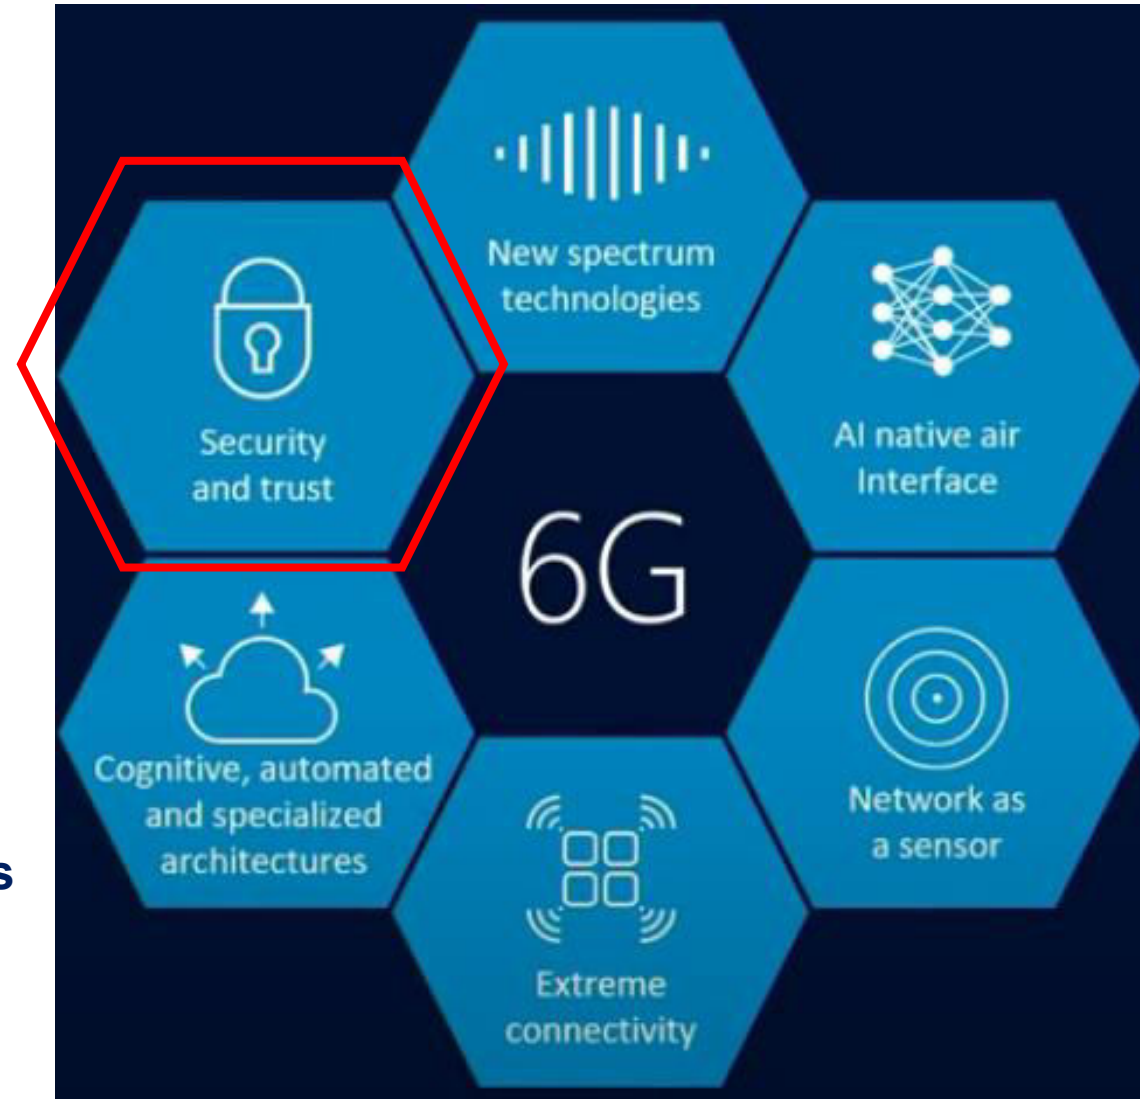 New spectrum
technologies
Security
and trust
AI native air
Interface
6G
Cognitive, automated
and specialized
architectures
Network as
a sensor
s
Extreme
connectivity